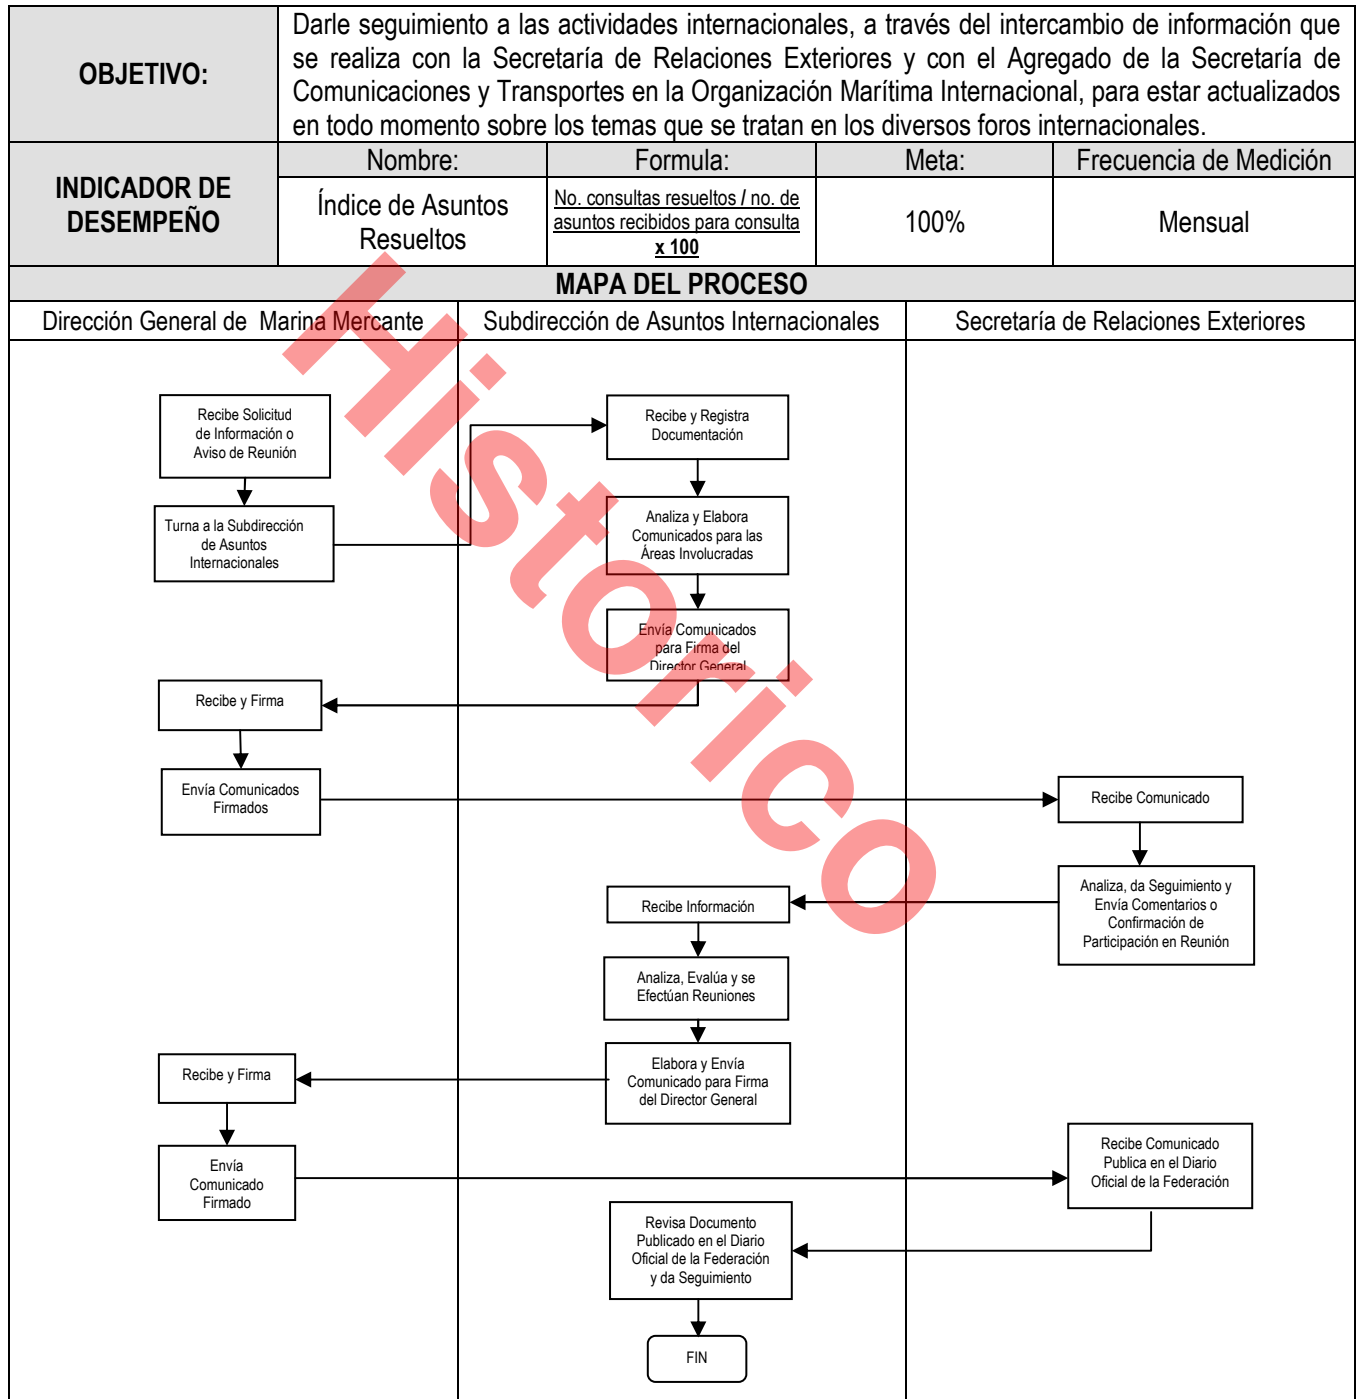 OBJETIVO:
Darle seguimiento a las actividades internacionales, a través del intercambio de información que
se realiza con la Secretaría de Relaciones Exteriores y con el Agregado de la Secretaría de
Comunicaciones y Transportes en la Organización Marítima Internacional, para estar actualizados
en todo momento sobre los temas que se tratan en los diversos foros internacionales.
INDICADOR DE
DESEMPEÑO
Nombre:
Formula:
Meta:
Frecuencia de Medición
Índice de Asuntos
Resueltos
No. consultas resueltos / no. de
asuntos recibidos para consulta
x 100
100%
Mensual
MAPA DEL PROCESO
Dirección General de Marina Mercante
Subdirección de Asuntos Internacionales
Secretaría de Relaciones Exteriores
Recibe Solicitud
de Información o
Aviso de Reunión
Turna a la Subdirección
de Asuntos
Internacionales
Recibe y Registra
Documentación
Analiza y Elabora
Comunicados para las
Áreas Involucradas
Envía Comunicados
para Firma del
Director General
Recibe y Firma
Envía Comunicados
Firmados
Recibe Comunicado
Analiza, da Seguimiento y
Envía Comentarios o
Confirmación de
Participación en Reunión
Recibe Información
Analiza, Evalúa y se
Efectúan Reuniones
Elabora y Envía
Comunicado para Firma
del Director General
Recibe y Firma
Envía
Comunicado
Firmado
Recibe Comunicado
Publica en el Diario
Oficial de la Federación
Revisa Documento
Publicado en el Diario
Oficial de la Federación
y da Seguimiento
FIN
Historico